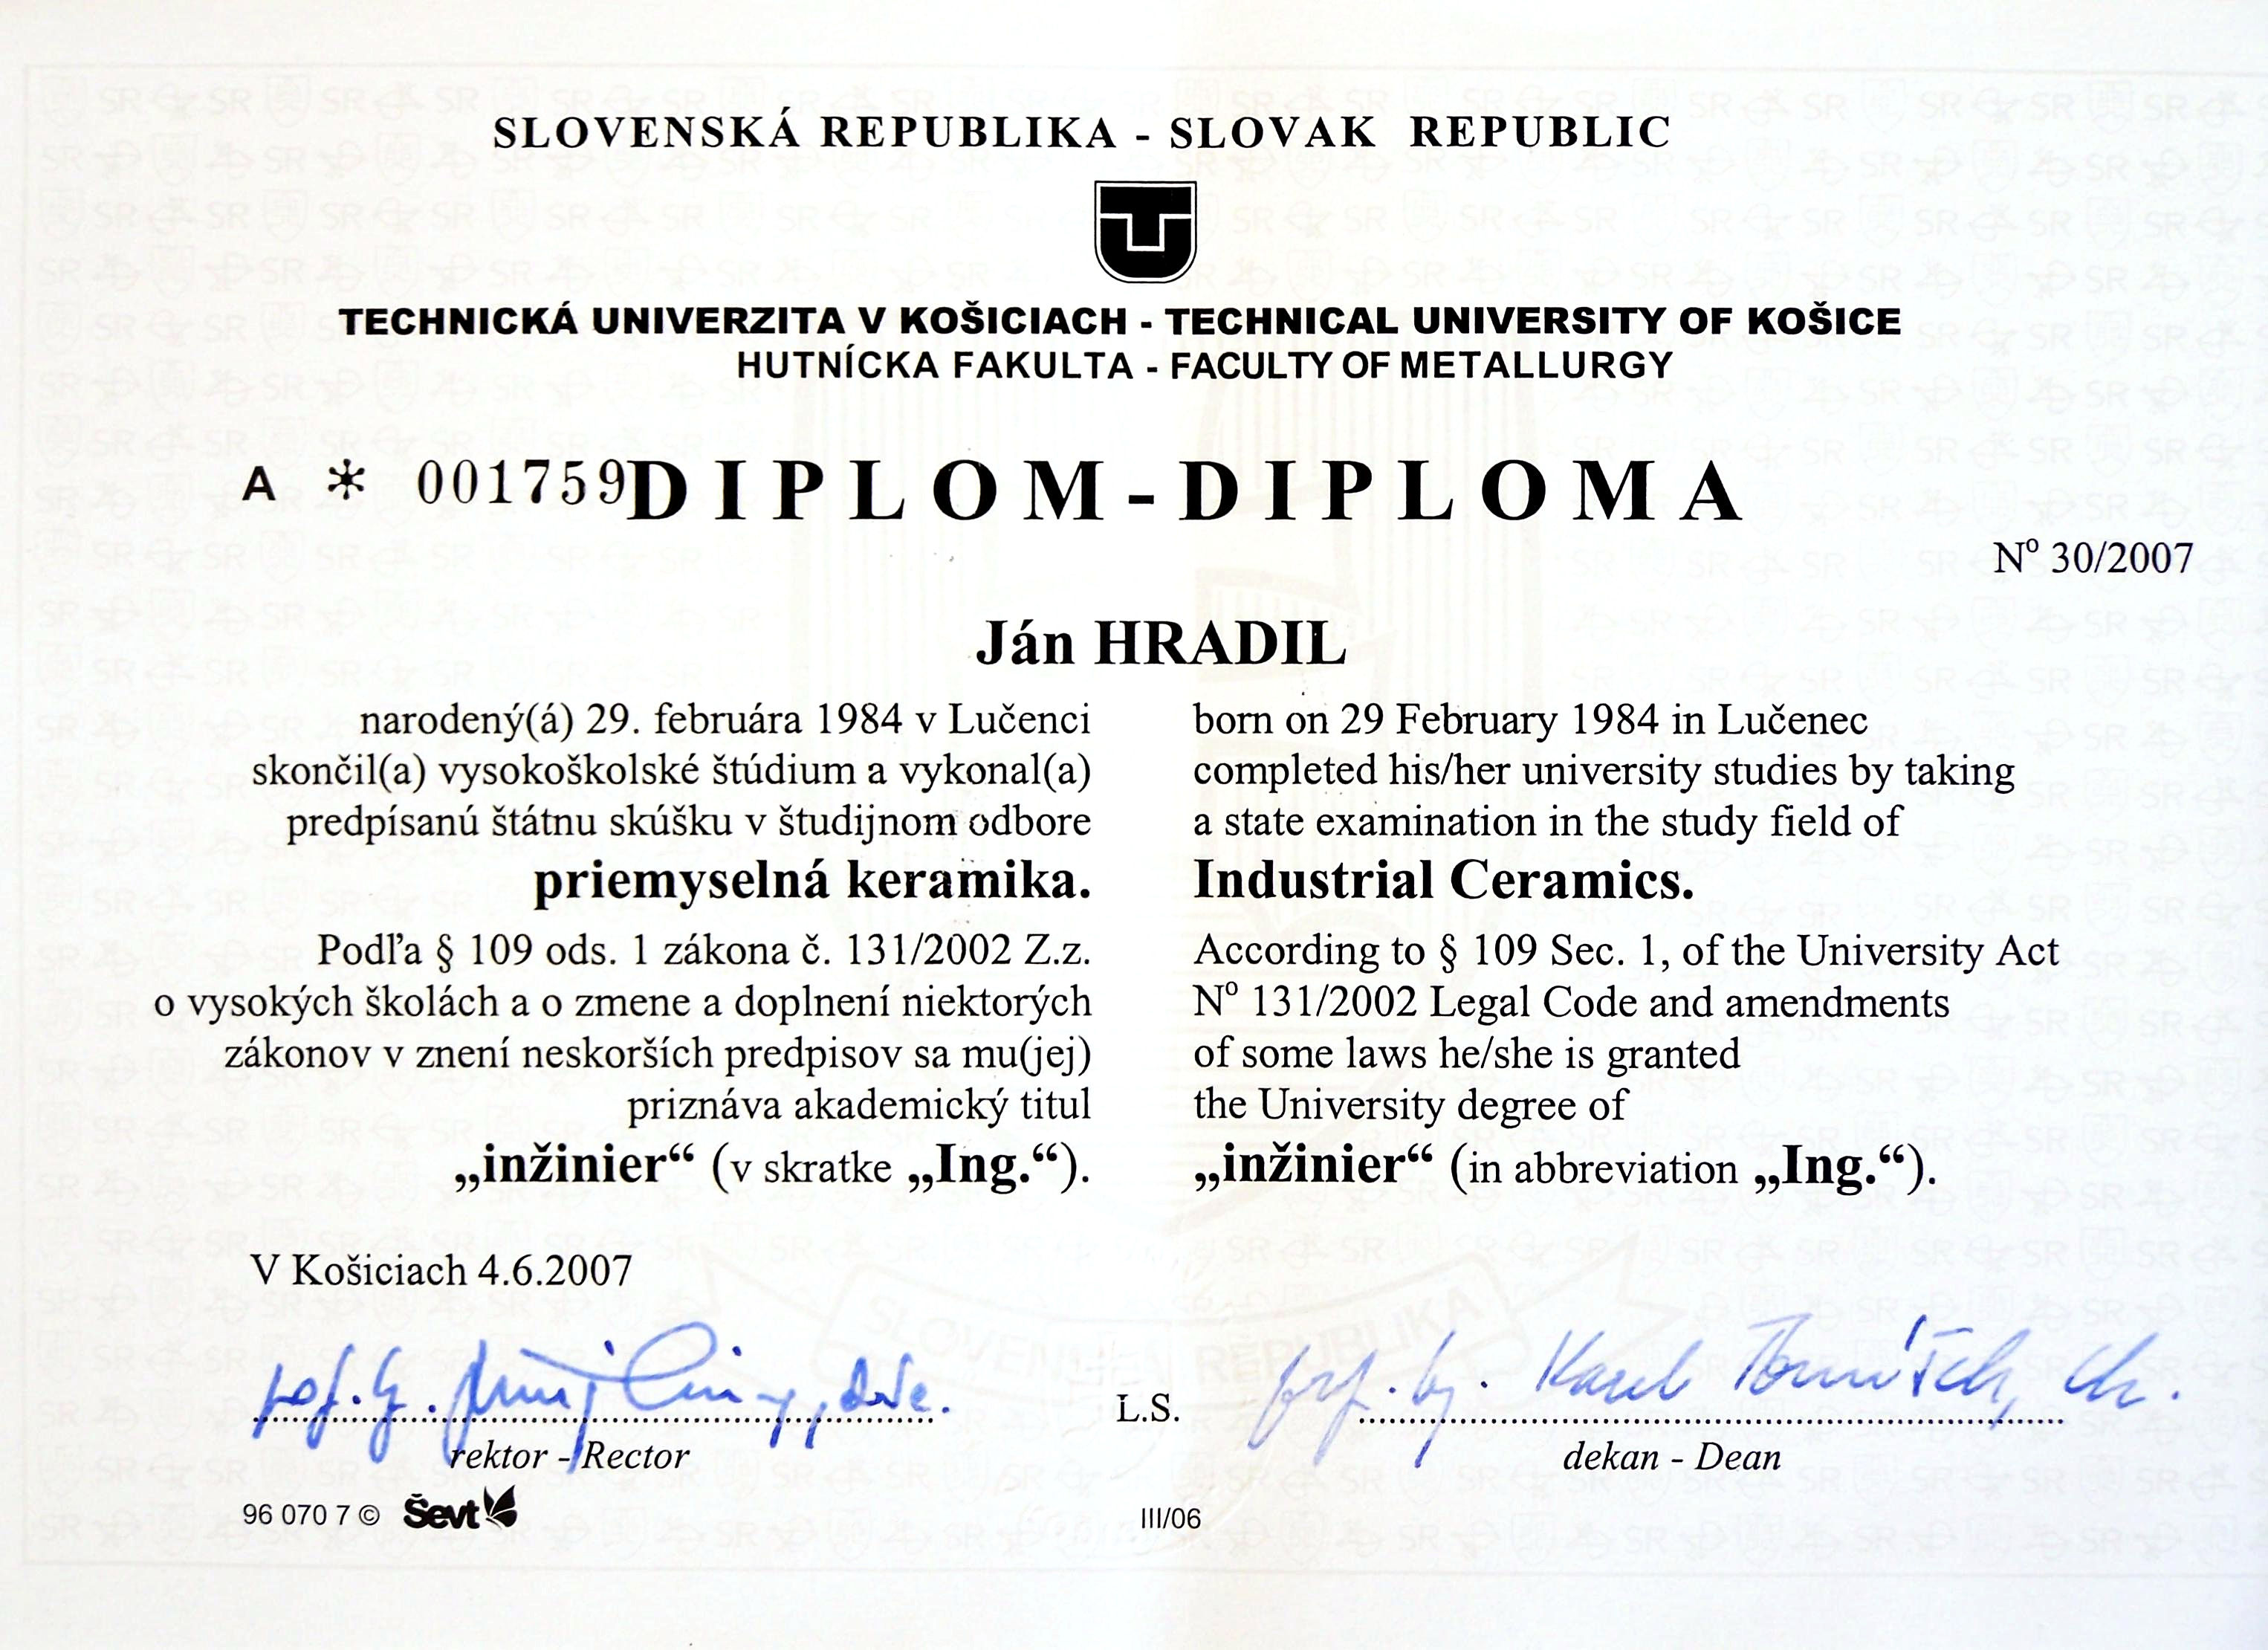 SLOVENSKÁ REPUBLIKA - SLOVAK REPUBLIC
TECHNICKÁ UNIVERZITA V KOŠICIACH - TECHNICAL UNIVERSITY OF KOŠICE
HUTNÍCKA FAKULTA - FACULTY OF METALLURGY
A * 001759 DIPLOM - DIPLOMA
Nº 30/2007
Ján HRADIL
narodený(á) 29. februára 1984 v Lučenci
skončil(a) vysokoškolské štúdium a vykonal(a)
predpísanú štátnu skúšku v študijnom odbore
priemyselná keramika.
Podľa § 109 ods. 1 zákona č. 131/2002 Z.z.
o vysokých školách a o zmene a doplnení niektorých
zákonov v znení neskorších predpisov sa mu(jej)
priznáva akademický titul
„inžinier“ (v skratke „Ing.“).
born on 29 February 1984 in Lučenec
completed his/her university studies by taking
a state examination in the study field of
Industrial Ceramics.
According to § 109 Sec. 1, of the University Act
Nº 131/2002 Legal Code and amendments
of some laws he/she is granted
the University degree of
„inžinier“ (in abbreviation „Ing.“).
V Košiciach 4.6.2007
L.S.
rektor - Rector
dekan - Dean
96 070 7 © Ševt
III/06
SLOVENSKÁ REPUBLIKA